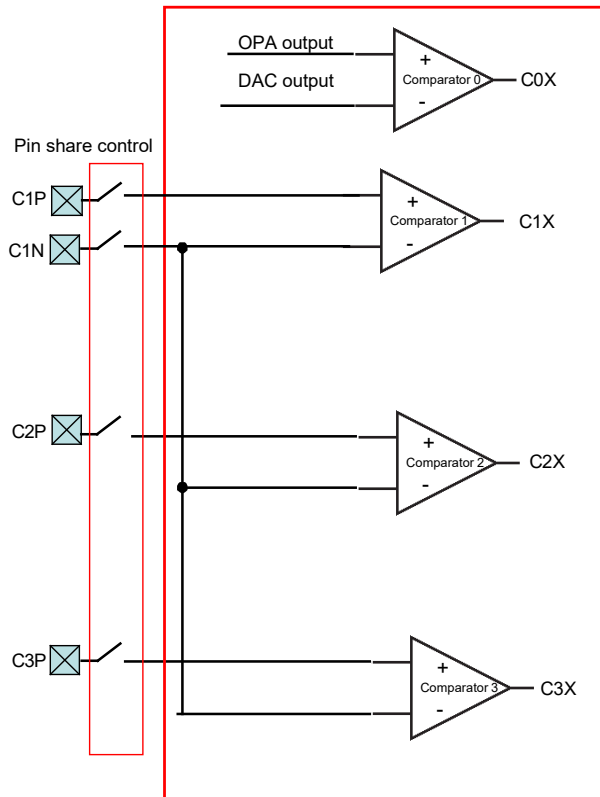 OPA output
+
Comparator 0
C0X
DAC output
-
Pin share control
C1P
+
Comparator 1
C1X
C1N
-
C2P
+
Comparator 2
C2X
-
C3P
+
Comparator 3
C3X
-